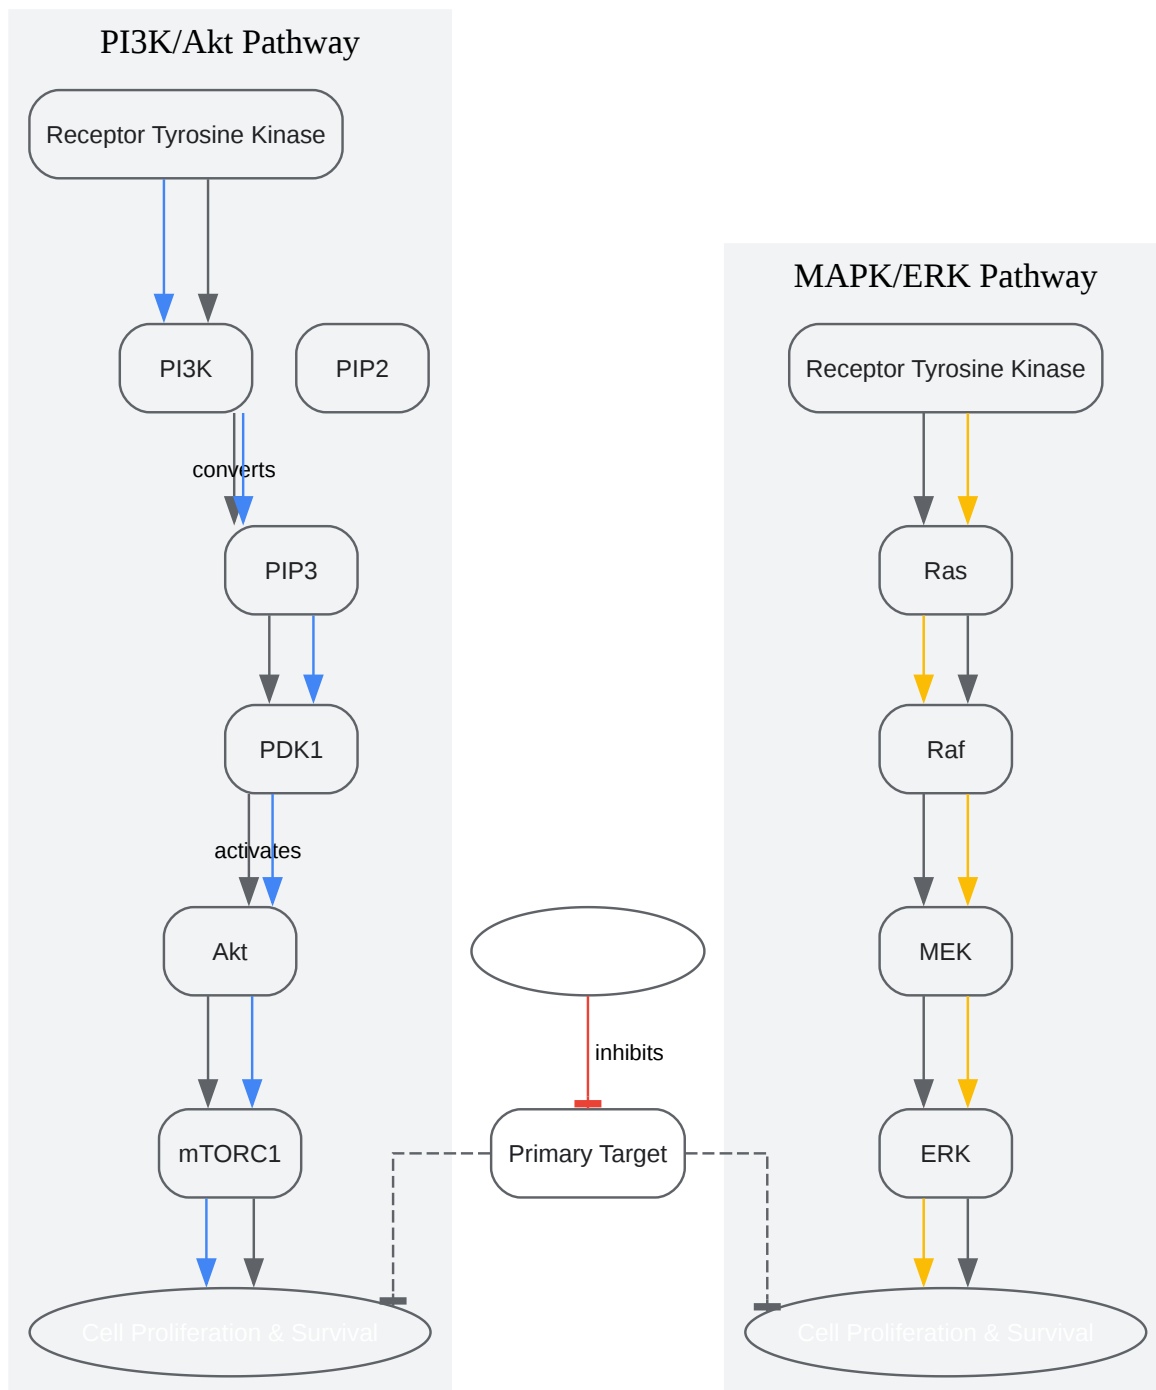 PI3K/Akt Pathway
Receptor Tyrosine Kinase
PI3K
PIP2
converts
PIP3
PDK1
activates
Akt
mTORC1
Cell Proliferation & Survival
inhibits
Primary Target
MAPK/ERK Pathway
Receptor Tyrosine Kinase
Ras
Raf
MEK
ERK
Cell Proliferation & Survival